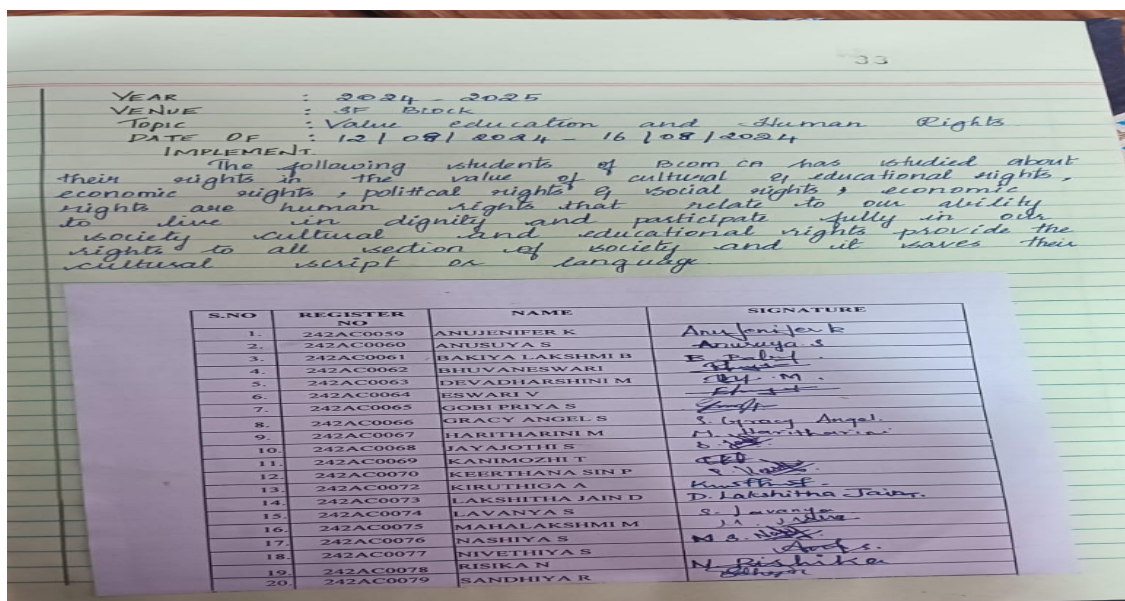 33
YEAR : 2024 - 2025
VENUE : SF Block
Topic : Value education and Human Rights
DATE OF : 12 / 08 / 2024 - 16 / 08 / 2024
IMPLEMENT.
The following students of Bcom CA has studied about
their rights in the value of cultural & educational rights,
economic rights, political rights & social rights, economic
rights are human rights that relate to our ability
to live in dignity and participate fully in our
society cultural and educational rights provide the
rights to all section of society and it saves their
cultural script or language
S.NO REGISTER NO NAME SIGNATURE
1. 242AC0059 ANUJENIFER K Anujenifer k
2. 242AC0060 ANUSUYA S Anusuya. S
3. 242AC0061 BAKIYA LAKSHMI B
4. 242AC0062 BHUVANESWARI
5. 242AC0063 DEVADHARSHINI M
6. 242AC0064 ESWARI V
7. 242AC0065 GOBI PRIYA S
8. 242AC0066 GRACY ANGEL S S. Gracy Angel.
9. 242AC0067 HARITHARINI M M. Haritharini
10. 242AC0068 JAYAJOTHI S
11. 242AC0069 KANIMOZHI T
12. 242AC0070 KEERTHANA SIN P
13. 242AC0072 KIRUTHIGA A
14. 242AC0073 LAKSHITHA JAIN D D. Lakshitha Jain.
15. 242AC0074 LAVANYA S S. Lavanya
16. 242AC0075 MAHALAKSHMI M
17. 242AC0076 NASHIYA S
18. 242AC0077 NIVETHIYA S
19. 242AC0078 RISIKA N N. Rishika
20. 242AC0079 SANDHIYA R